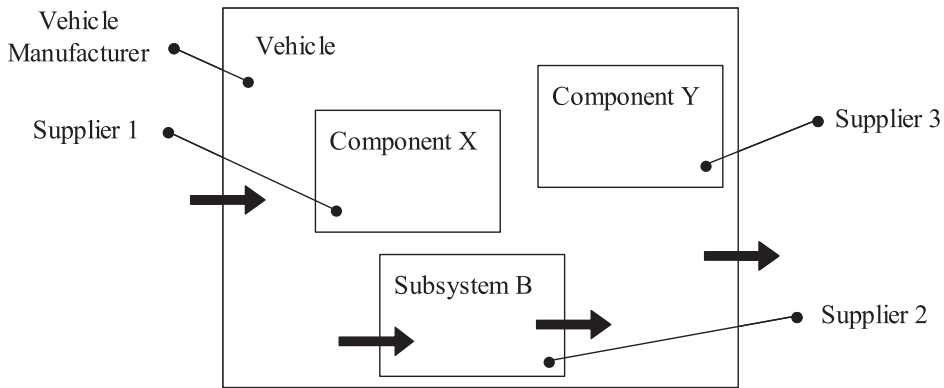 Vehicle
Manufacturer
Vehicle
Component Y
Supplier 3
Supplier 1
Component X
Subsystem B
Supplier 2